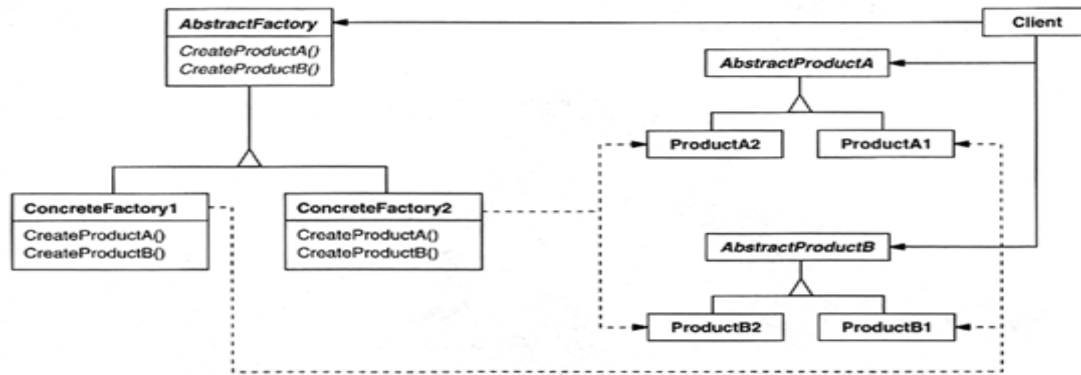 AbstractFactory
CreateProductA()
CreateProductB()
Client
AbstractProductA
ProductA2
ProductA1
ConcreteFactory1
CreateProductA()
CreateProductB()
ConcreteFactory2
CreateProductA()
CreateProductB()
AbstractProductB
ProductB2
ProductB1